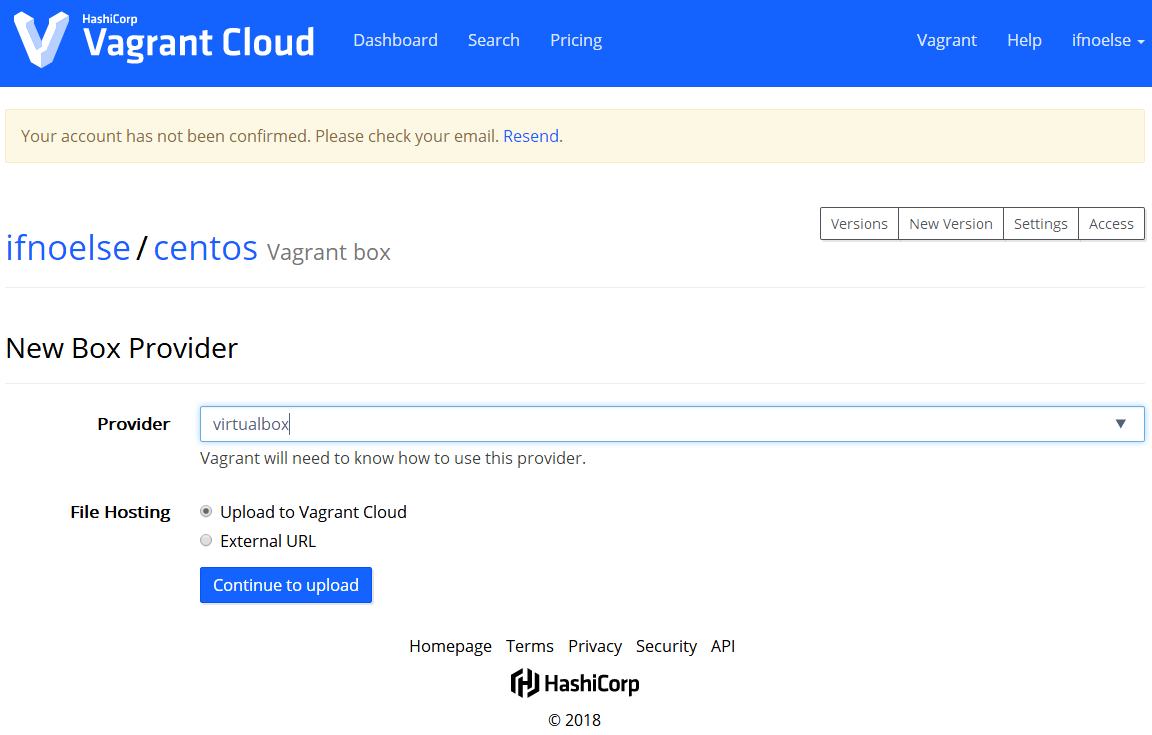 HashiCorp
Vagrant Cloud
Dashboard Search Pricing
Vagrant Help ifnoelse
Your account has not been confirmed. Please check your email. Resend.
Versions New Version Settings Access
ifnoelse / centos Vagrant box
New Box Provider
Provider virtualbox
Vagrant will need to know how to use this provider.
File Hosting Upload to Vagrant Cloud
External URL
Continue to upload
Homepage Terms Privacy Security API
HashiCorp
© 2018